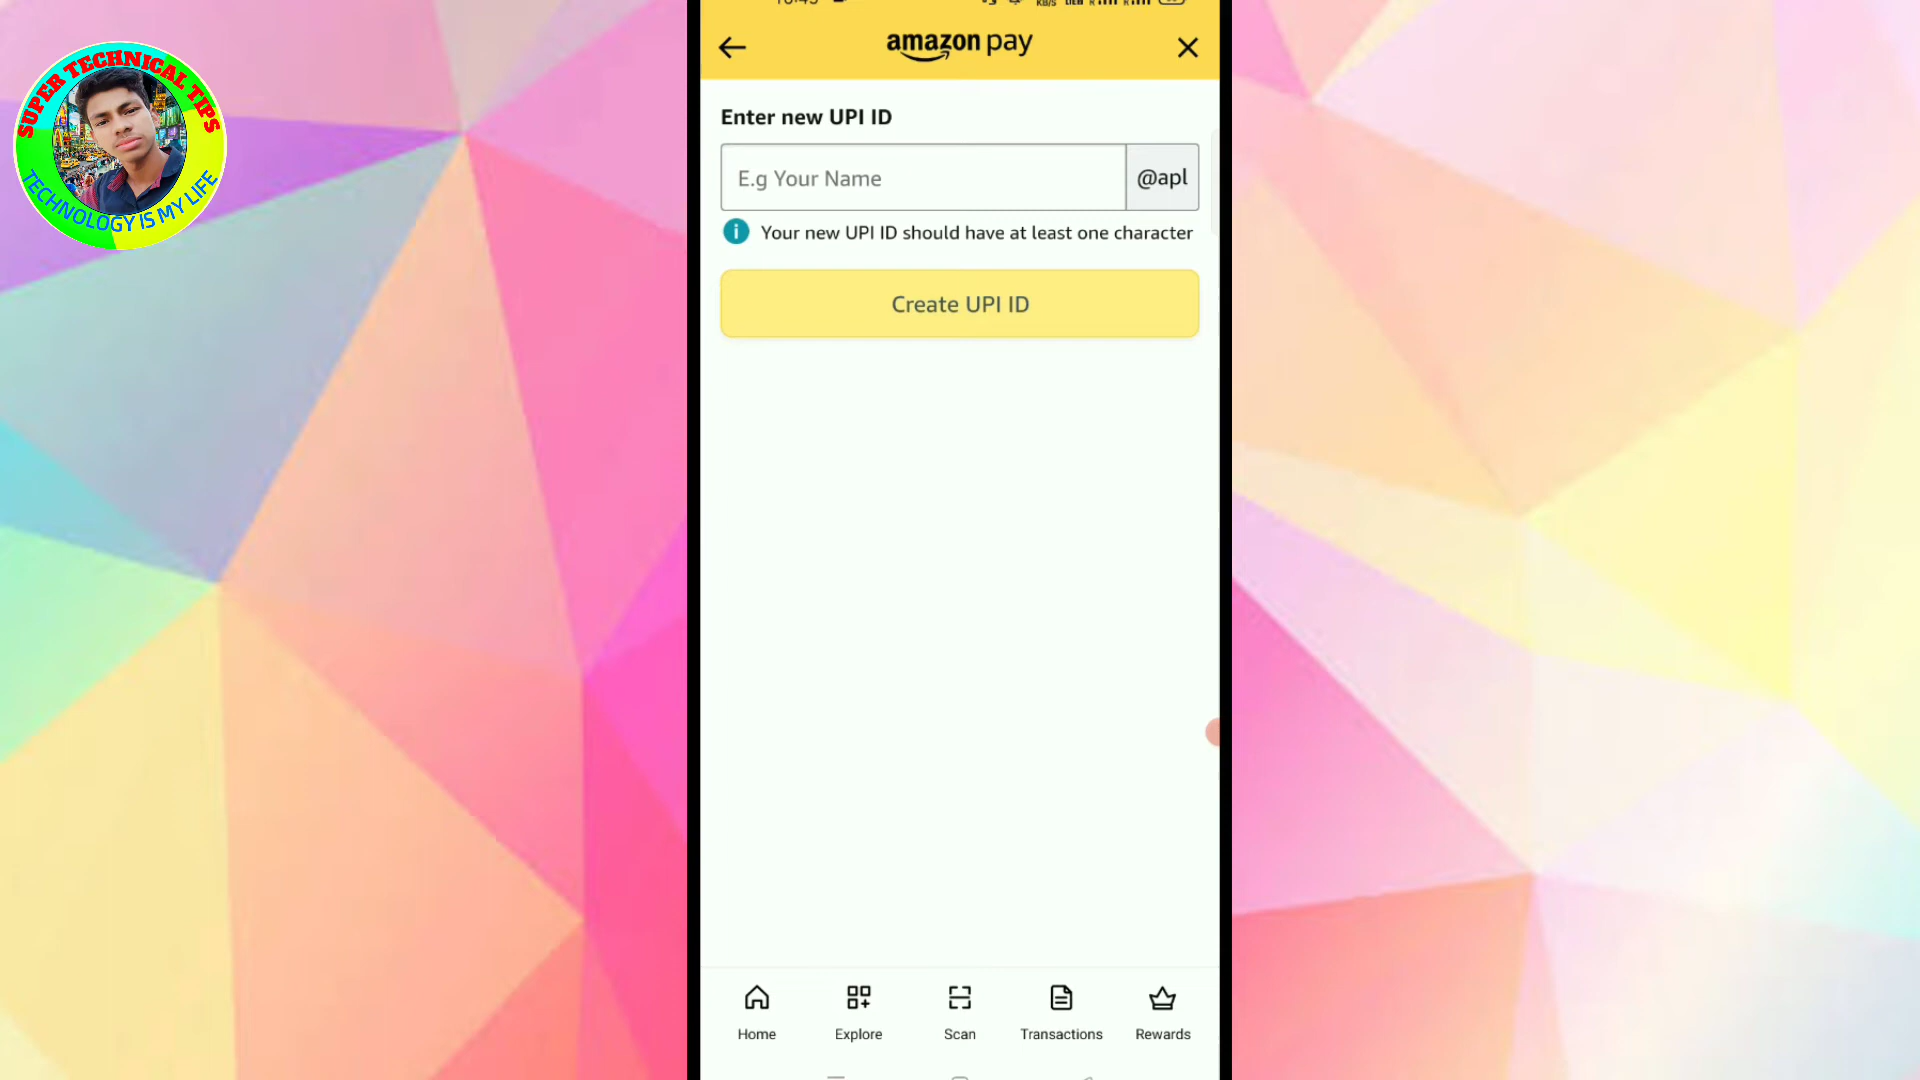 SUPER TECHNICAL TIPS
TECHNOLOGY IS MY LIFE
amazon pay
Enter new UPI ID
E.g Your Name
@apl
Your new UPI ID should have at least one character
Create UPI ID
Home
Explore
Scan
Transactions
Rewards